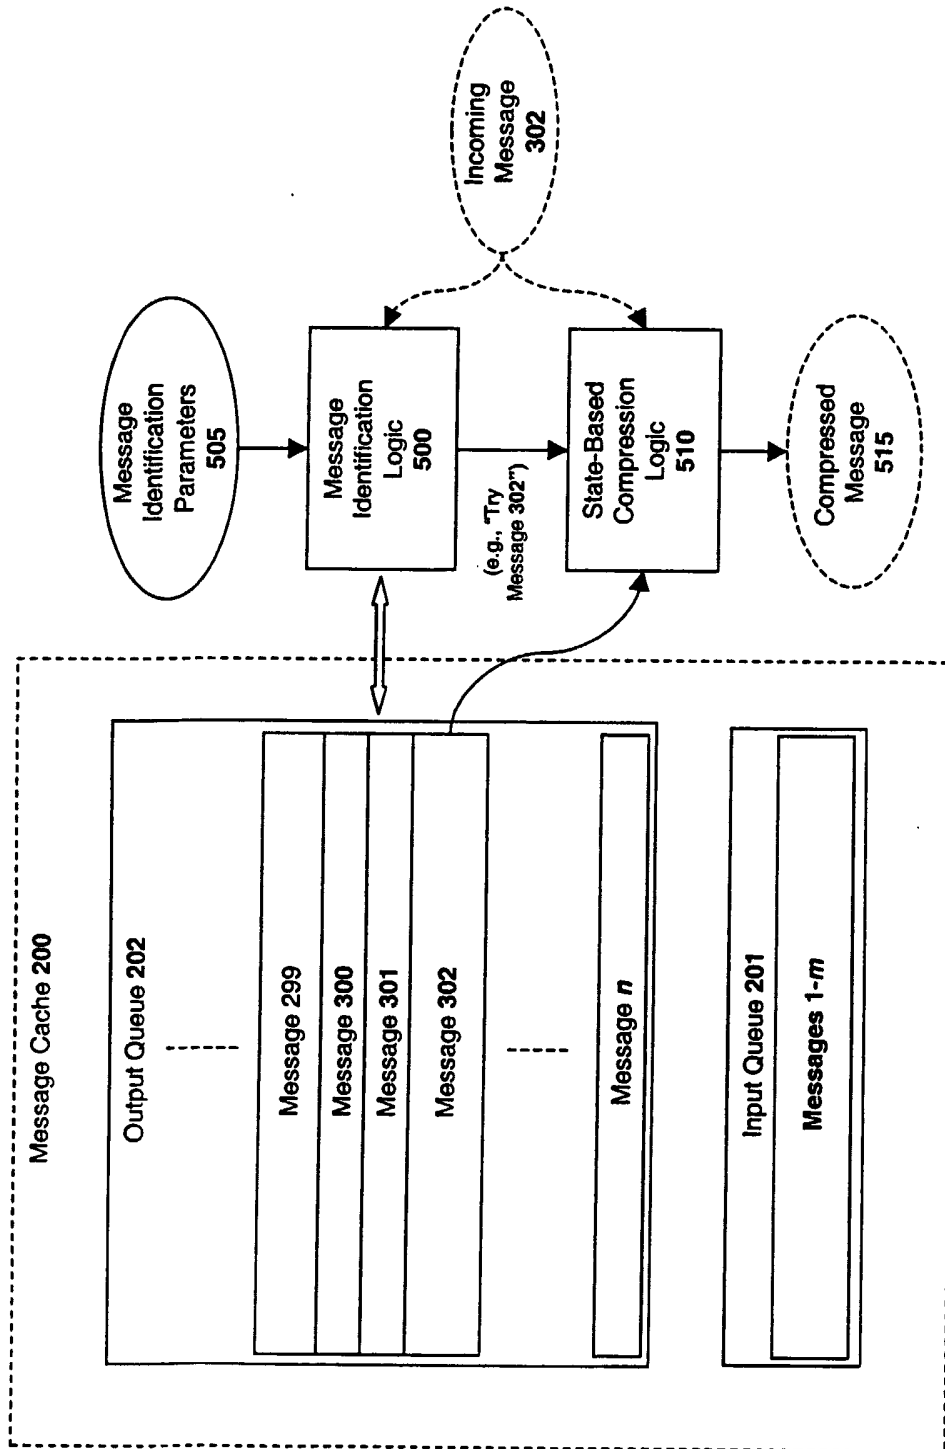 Message Cache 200
Output Queue 202
Message 299
Message 300
Message 301
Message 302
Message n
Input Queue 201
Messages 1-m
Message
Identification
Parameters
505
Message
Identification
Logic
500
(e.g., "Try
Message 302")
State-Based
Compression
Logic
510
Compressed
Message
515
Incoming
Message
302